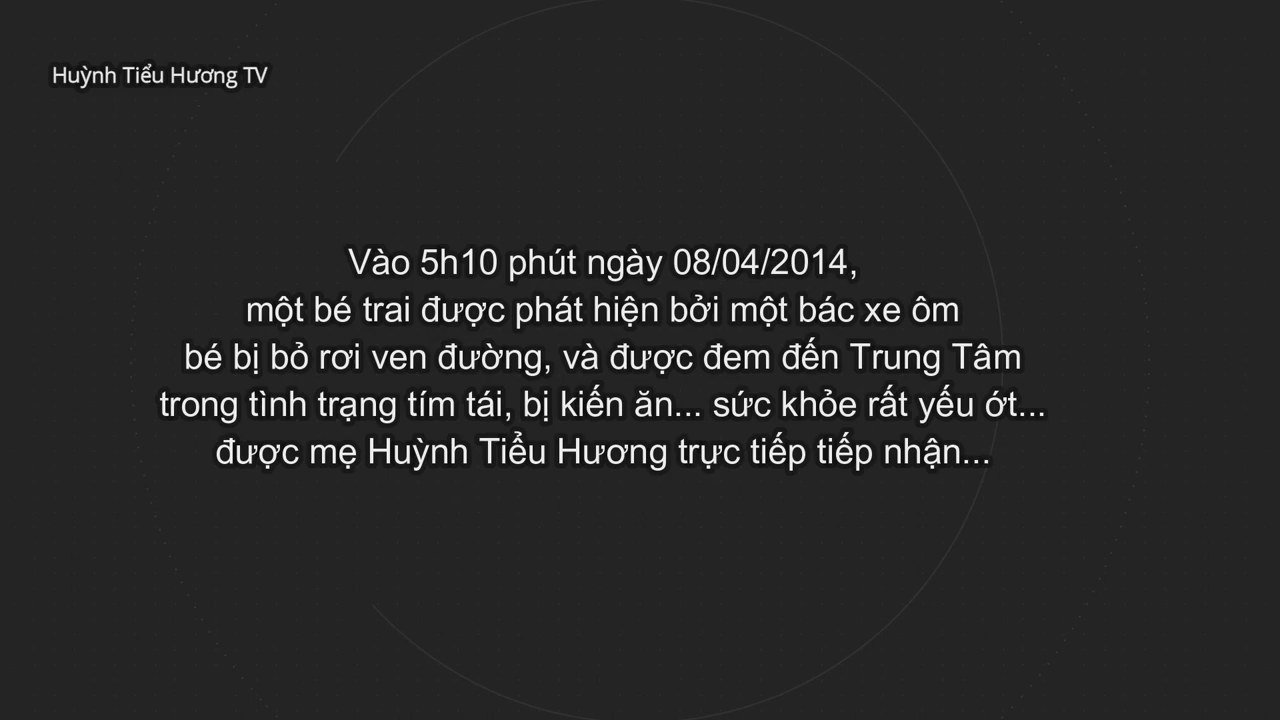 Huỳnh Tiểu Hương TV
Vào 5h10 phút ngày 08/04/2014,
một bé trai được phát hiện bởi một bác xe ôm
bé bị bỏ rơi ven đường, và được đem đến Trung Tâm
trong tình trạng tím tái, bị kiến ăn... sức khỏe rất yếu ớt...
được mẹ Huỳnh Tiểu Hương trực tiếp tiếp nhận...